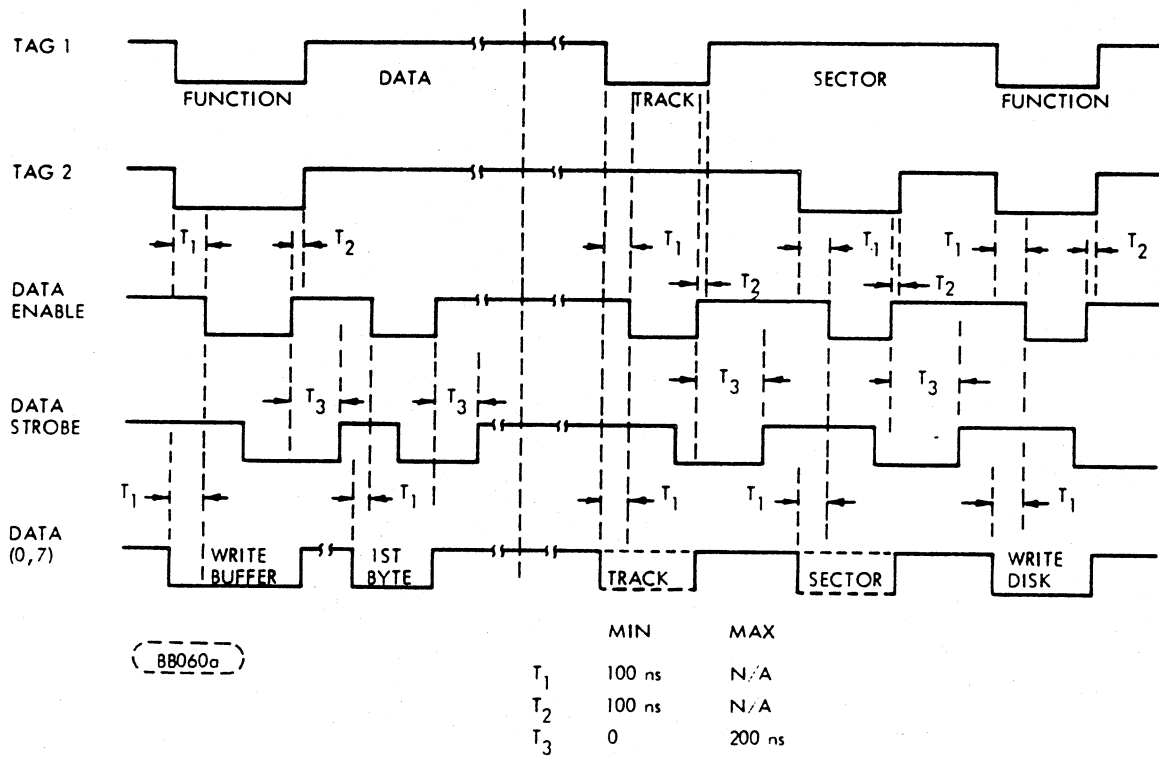 TAG 1
DATA
SECTOR
FUNCTION
TRACK
FUNCTION
TAG 2
T1 T2 T1 T1 T1 T2
T2 T2
DATA
ENABLE
T3 T3 T3 T3
DATA
STROBE
T1 T1 T1 T1 T1
DATA
(0,7)
WRITE
BUFFER
1ST
BYTE
TRACK
SECTOR
WRITE
DISK
MIN MAX
BB060a
T1 100 ns N/A
T2 100 ns N/A
T3 0 200 ns